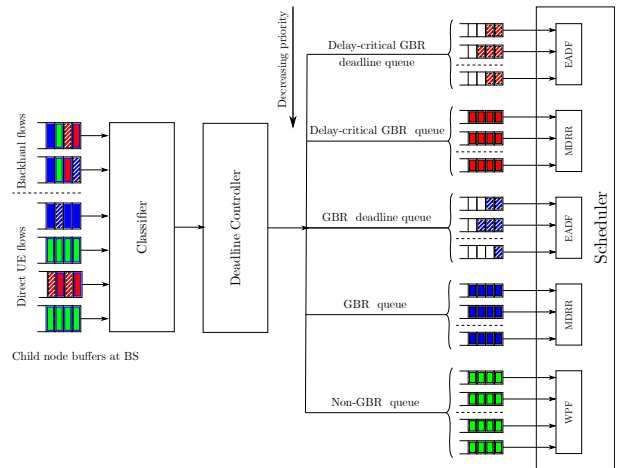 Decreasing priority
Delay-critical GBR
deadline queue
EADF
Backhaul flows
Delay-critical GBR queue
MDRR
Classifier
Deadline Controller
GBR deadline queue
EADF
Scheduler
Direct UE flows
GBR queue
MDRR
Child node buffers at BS
Non-GBR queue
WPF